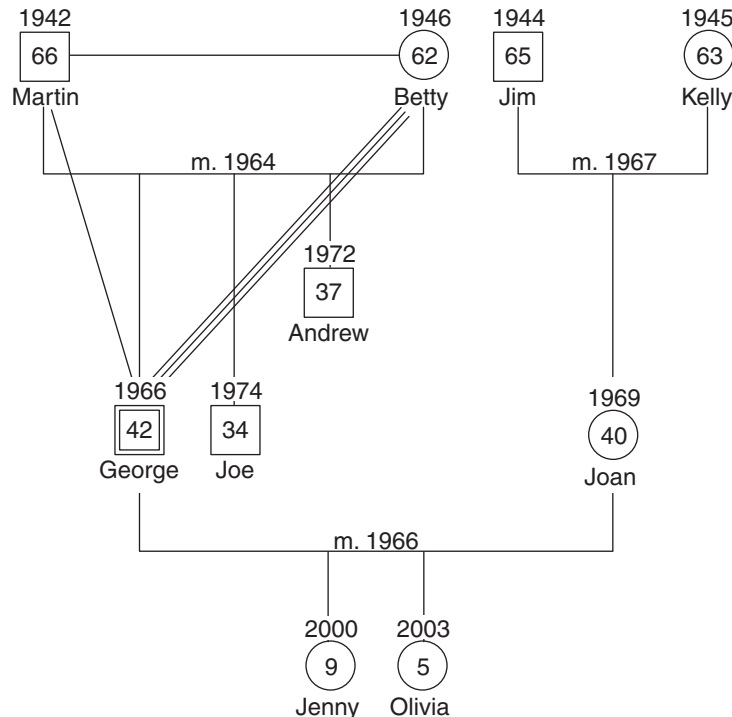 1942 1946 1944 1945
66 62 65 63
Martin Betty Jim Kelly
m. 1964 m. 1967
1972
37
Andrew
1966 1974 1969
42 34 40
George Joe Joan
m. 1966
2000 2003
9 5
Jenny Olivia